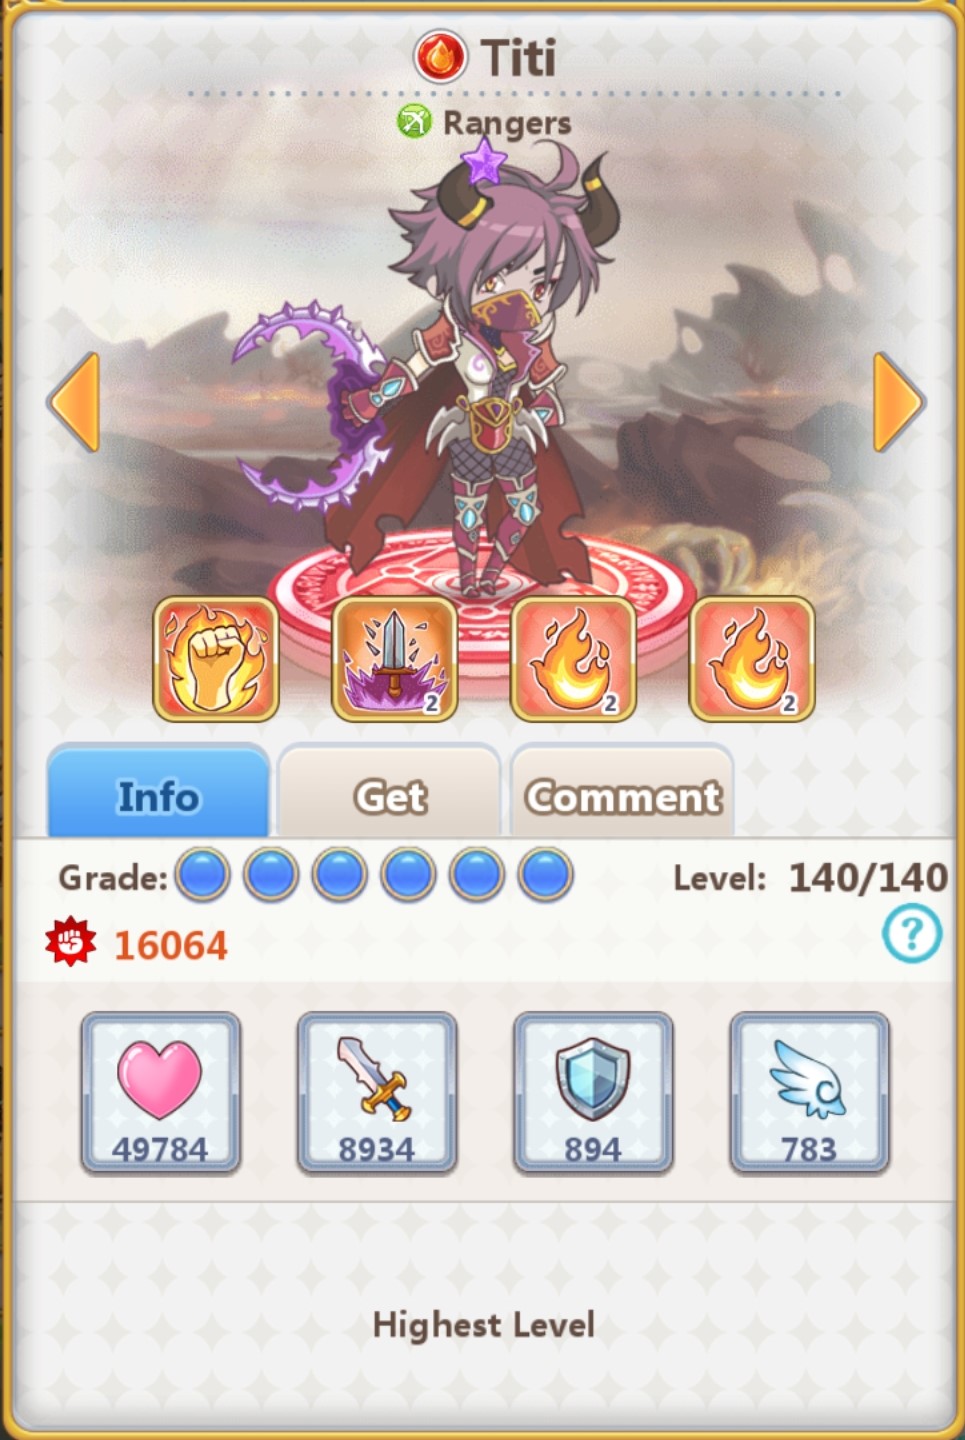 Titi
Rangers
2
2
2
Info
Get
Comment
Grade:
Level: 140/140
16064
?
49784
8934
894
783
Highest Level